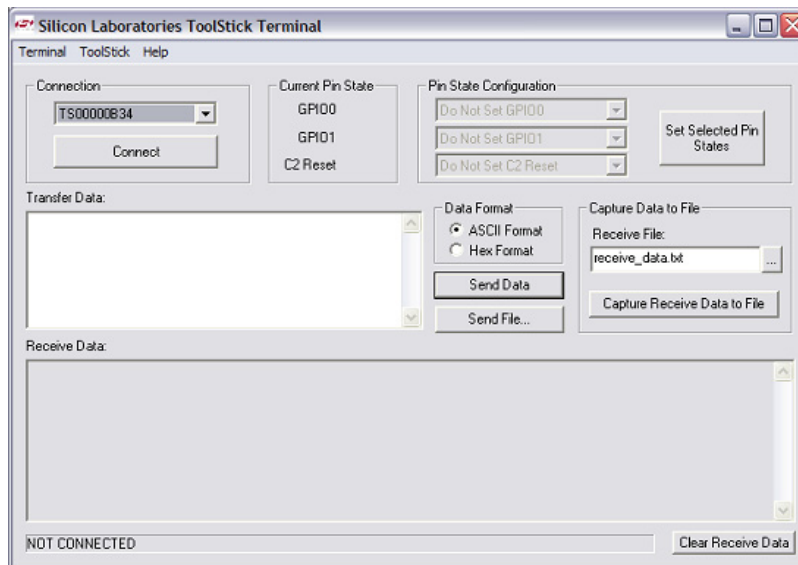 Silicon Laboratories ToolStick Terminal
Terminal ToolStick Help
Connection
TS00000B34
Connect
Current Pin State
GPIO0
GPIO1
C2 Reset
Pin State Configuration
Do Not Set GPIO0
Do Not Set GPIO1
Do Not Set C2 Reset
Set Selected Pin
States
Transfer Data:
Data Format
ASCII Format
Hex Format
Send Data
Send File...
Capture Data to File
Receive File:
receive_data.txt
...
Capture Receive Data to File
Receive Data:
NOT CONNECTED
Clear Receive Data